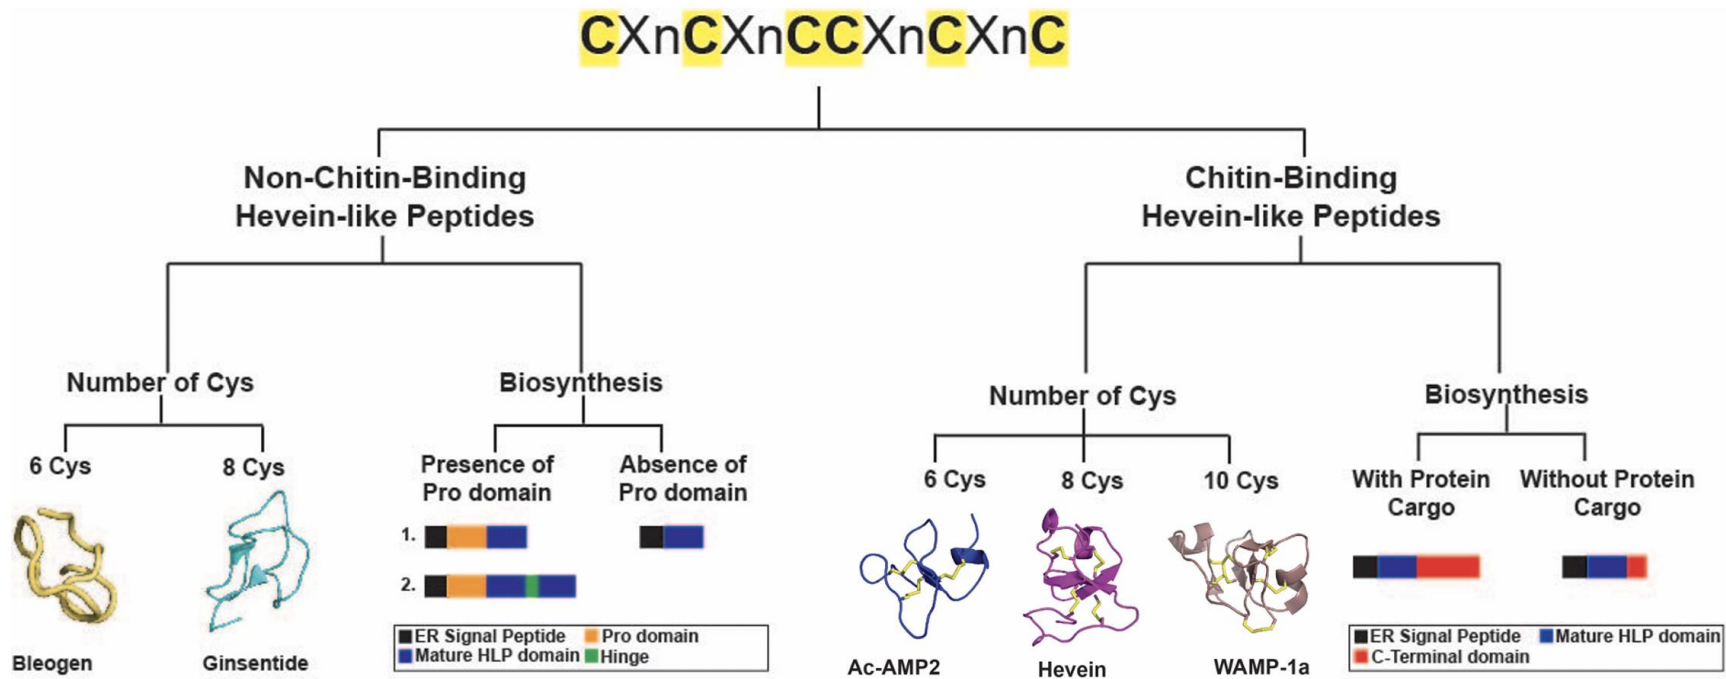 CXnCXnCCXnCXnC
Non-Chitin-Binding
Hevein-like Peptides
Chitin-Binding
Hevein-like Peptides
Number of Cys
Biosynthesis
6 Cys
8 Cys
Presence of
Pro domain
Absence of
Pro domain
1.
2.
Bleogen
Ginsentide
ER Signal Peptide
Pro domain
Mature HLP domain
Hinge
Number of Cys
Biosynthesis
6 Cys
8 Cys
10 Cys
With Protein
Cargo
Without Protein
Cargo
Ac-AMP2
Hevein
WAMP-1a
ER Signal Peptide
Mature HLP domain
C-Terminal domain